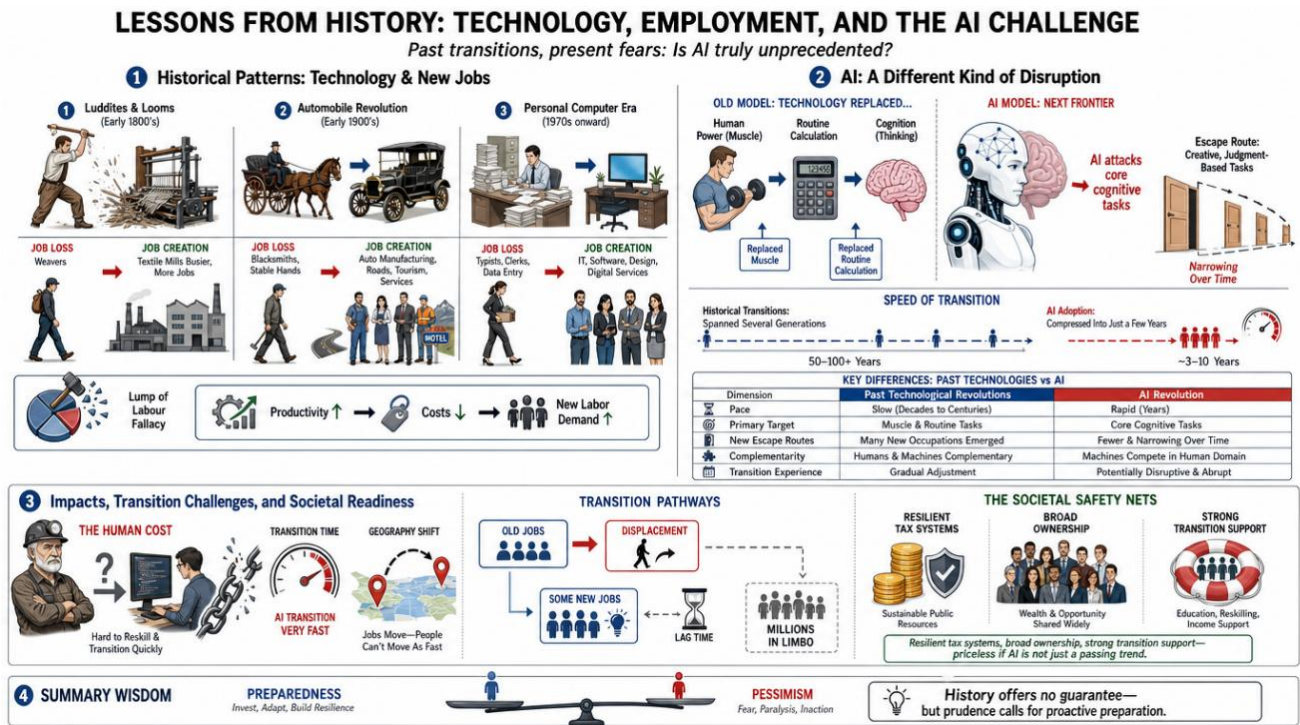 LESSONS FROM HISTORY: TECHNOLOGY, EMPLOYMENT, AND THE AI CHALLENGE
Past transitions, present fears: Is AI truly unprecedented?
1 Historical Patterns: Technology & New Jobs
1 Luddites & Looms
(Early 1800's)
2 Automobile Revolution
(Early 1900's)
3 Personal Computer Era
(1970s onward)
JOB LOSS
Weavers
JOB CREATION
Textile Mills Busier,
More Jobs
JOB LOSS
Blacksmiths,
Stable Hands
JOB CREATION
Auto Manufacturing,
Roads, Tourism,
Services
MOTEL
JOB LOSS
Typists, Clerks,
Data Entry
JOB CREATION
IT, Software, Design,
Digital Services
Lump of
Labour
Fallacy
Productivity ↑
Costs ↓
New Labor
Demand ↑
2 AI: A Different Kind of Disruption
OLD MODEL: TECHNOLOGY REPLACED...
Human
Power (Muscle)
Routine
Calculation
Cognition
(Thinking)
123456
Replaced
Muscle
Replaced
Routine
Calculation
AI MODEL: NEXT FRONTIER
AI attacks
core
cognitive
tasks
Escape Route:
Creative, Judgment-
Based Tasks
Narrowing
Over Time
SPEED OF TRANSITION
Historical Transitions:
Spanned Several Generations
50–100+ Years
AI Adoption:
Compressed Into Just a Few Years
~3–10 Years
KEY DIFFERENCES: PAST TECHNOLOGIES vs AI
Dimension Past Technological Revolutions AI Revolution
Pace Slow (Decades to Centuries) Rapid (Years)
Primary Target Muscle & Routine Tasks Core Cognitive Tasks
New Escape Routes Many New Occupations Emerged Fewer & Narrowing Over Time
Complementarity Humans & Machines Complementary Machines Compete in Human Domain
Transition Experience Gradual Adjustment Potentially Disruptive & Abrupt
3 Impacts, Transition Challenges, and Societal Readiness
THE HUMAN COST
?
Hard to Reskill &
Transition Quickly
TRANSITION TIME
AI TRANSITION
VERY FAST
GEOGRAPHY SHIFT
Jobs Move—People
Can't Move As Fast
TRANSITION PATHWAYS
OLD JOBS
DISPLACEMENT
SOME NEW JOBS
LAG TIME
MILLIONS
IN LIMBO
THE SOCIETAL SAFETY NETS
RESILIENT
TAX SYSTEMS
Sustainable Public
Resources
BROAD
OWNERSHIP
Wealth & Opportunity
Shared Widely
STRONG
TRANSITION SUPPORT
Education, Reskilling,
Income Support
Resilient tax systems, broad ownership, strong transition support—
priceless if AI is not just a passing trend.
4 SUMMARY WISDOM
PREPAREDNESS
Invest, Adapt, Build Resilience
PESSIMISM
Fear, Paralysis, Inaction
History offers no guarantee—
but prudence calls for proactive preparation.